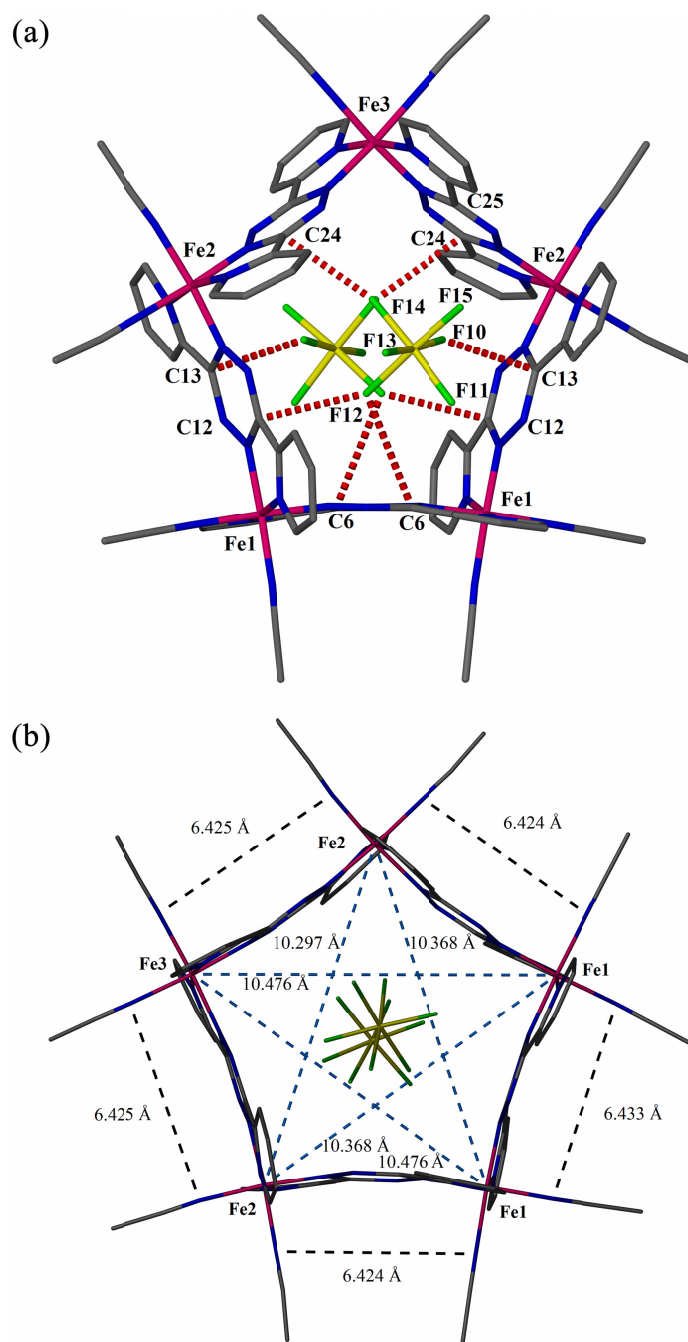 (a)
Fe3
C25
C24
C24
Fe2
Fe2
F14
F15
F13
F10
C13
C13
F11
C12
F12
C12
Fe1
C6
C6
Fe1
(b)
6.425 Å
6.424 Å
Fe2
10.297 Å
10.368 Å
Fe3
Fe1
10.476 Å
6.425 Å
6.433 Å
10.368 Å
10.476 Å
Fe2
Fe1
6.424 Å